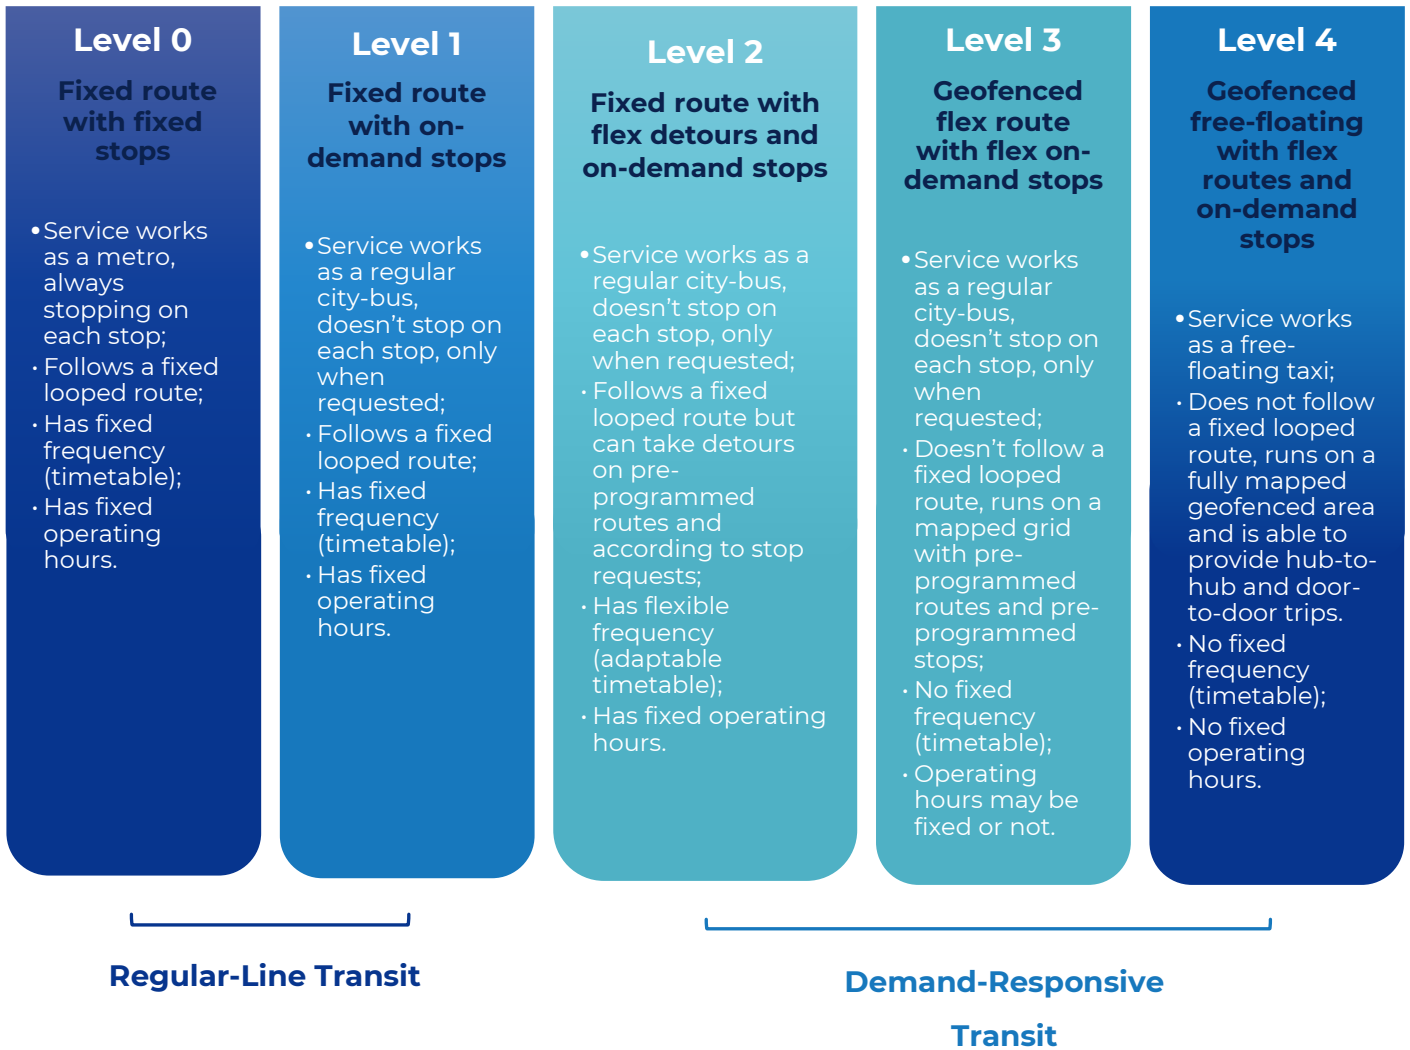 Level 0
Fixed route
with fixed
stops
•Service works
as a metro,
always
stopping on
each stop;
· Follows a fixed
looped route;
· Has fixed
frequency
(timetable);
· Has fixed
operating
hours.
Level 1
Fixed route
with on-
demand stops
•Service works
as a regular
city-bus,
doesn’t stop on
each stop, only
when
requested;
· Follows a fixed
looped route;
· Has fixed
frequency
(timetable);
· Has fixed
operating
hours.
Level 2
Fixed route with
flex detours and
on-demand stops
•Service works as a
regular city-bus,
doesn’t stop on
each stop, only
when requested;
· Follows a fixed
looped route but
can take detours
on pre-
programmed
routes and
according to stop
requests;
· Has flexible
frequency
(adaptable
timetable);
· Has fixed operating
hours.
Level 3
Geofenced
flex route
with flex on-
demand stops
•Service works
as a regular
city-bus,
doesn’t stop on
each stop, only
when
requested;
· Doesn’t follow a
fixed looped
route, runs on a
mapped grid
with pre-
programmed
routes and pre-
programmed
stops;
· No fixed
frequency
(timetable);
· Operating
hours may be
fixed or not.
Level 4
Geofenced
free-floating
with flex
routes and
on-demand
stops
•Service works
as a free-
floating taxi;
· Does not follow
a fixed looped
route, runs on a
fully mapped
geofenced area
and is able to
provide hub-to-
hub and door-
to-door trips.
· No fixed
frequency
(timetable);
· No fixed
operating
hours.
Regular-Line Transit
Demand-Responsive
Transit